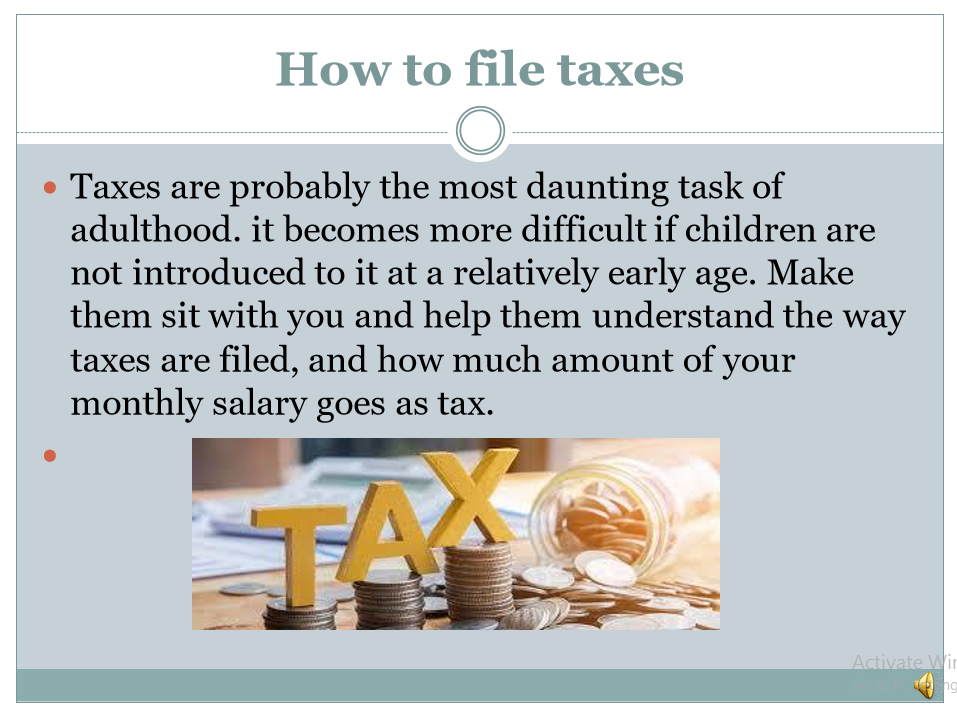 How to file taxes
Taxes are probably the most daunting task of
adulthood. it becomes more difficult if children are
not introduced to it at a relatively early age. Make
them sit with you and help them understand the way
taxes are filed, and how much amount of your
monthly salary goes as tax.
TAX
Activate Win